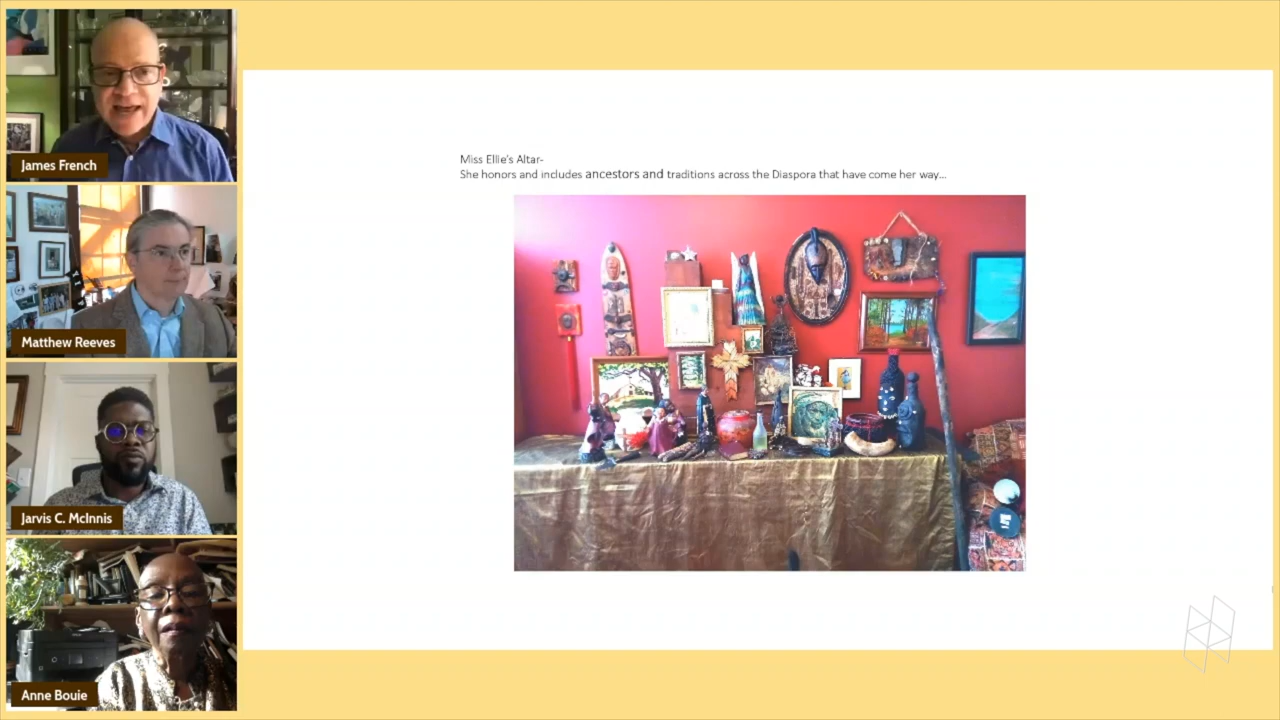 James French
Matthew Reeves
Jarvis C. McInnis
Anne Bouie
Miss Ellie's Altar-
She honors and includes ancestors and traditions across the Diaspora that have come her way…